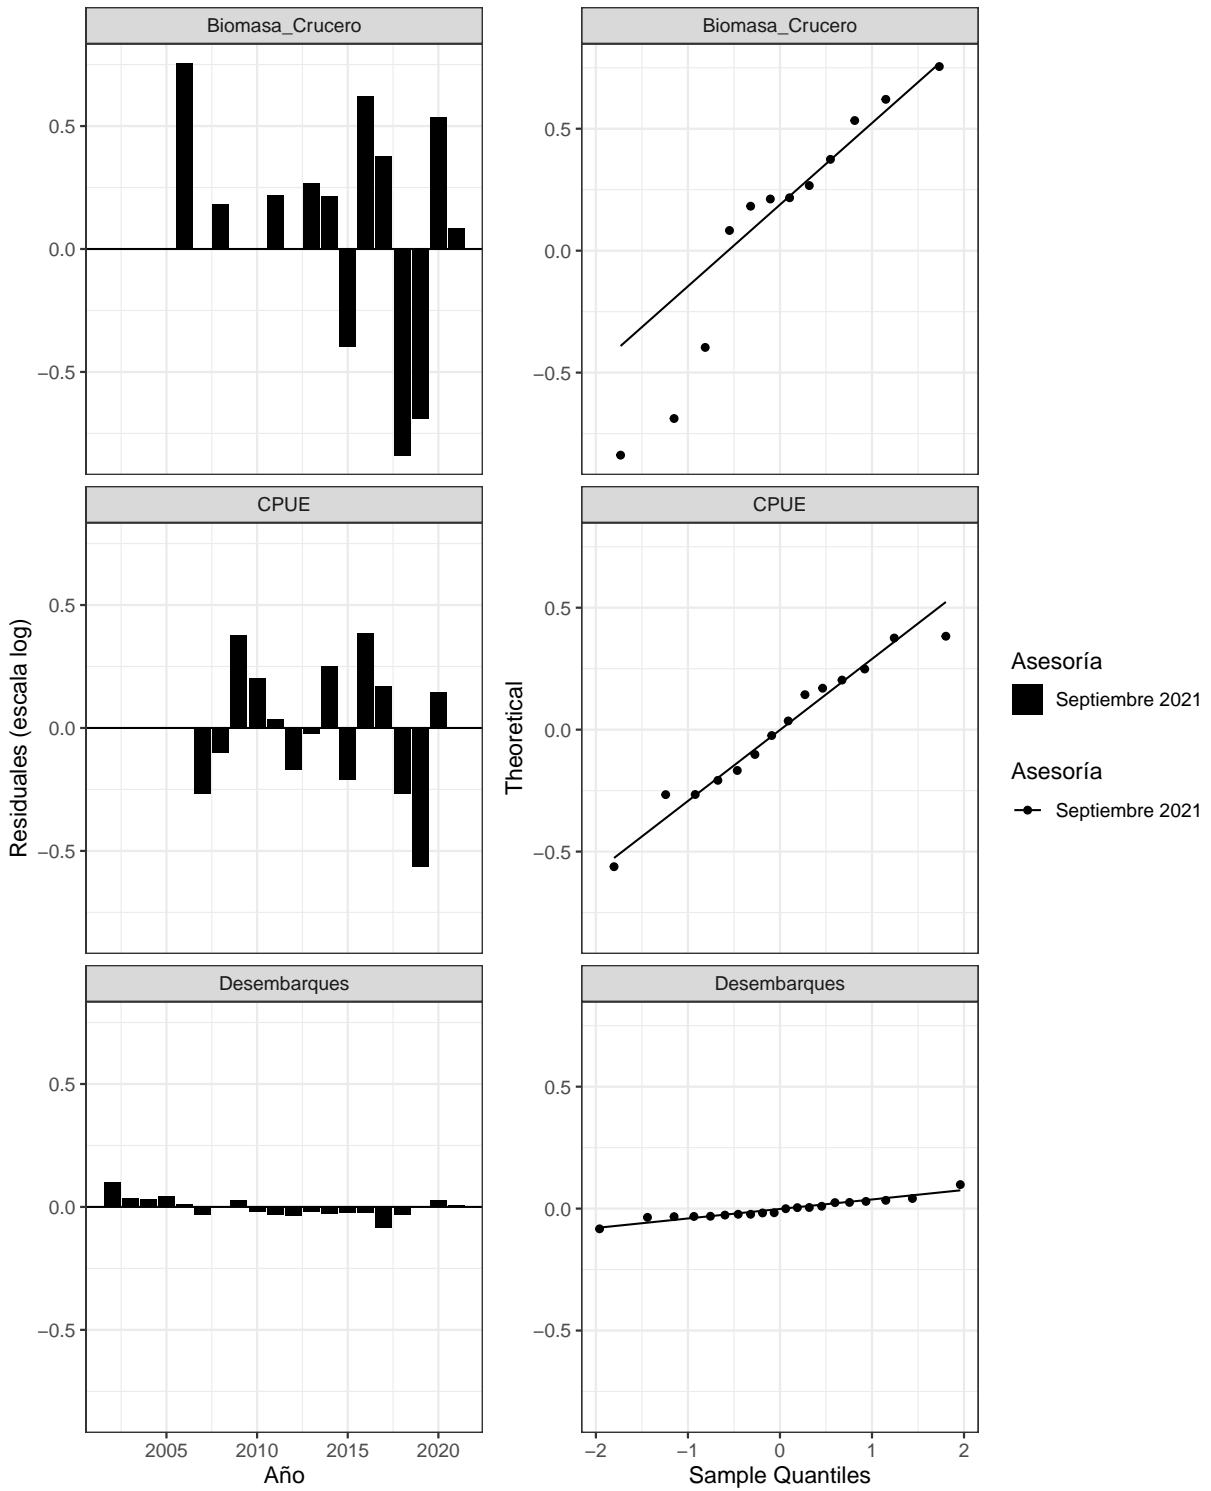 Biomasa_Crucero
0.5
0.0
−0.5
CPUE
0.5
0.0
−0.5
Desembarques
0.5
0.0
−0.5
2005 2010 2015 2020
Año
Residuales (escala log)
Biomasa_Crucero
0.5
0.0
−0.5
CPUE
0.5
0.0
−0.5
Desembarques
0.5
0.0
−0.5
−2 −1 0 1 2
Sample Quantiles
Theoretical
Asesoría
Septiembre 2021
Asesoría
Septiembre 2021